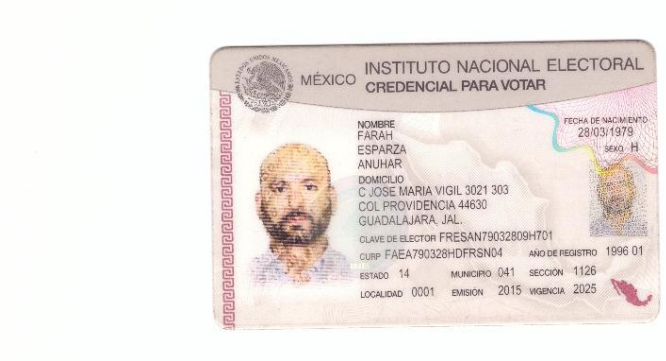 MÉXICO INSTITUTO NACIONAL ELECTORAL
CREDENCIAL PARA VOTAR
NOMBRE
FARAH
ESPARZA
ANUHAR
FECHA DE NACIMIENTO
28/03/1979
SEXO H
DOMICILIO
C JOSE MARIA VIGIL 3021 303
COL PROVIDENCIA 44630
GUADALAJARA, JAL.
CLAVE DE ELECTOR FRESAN79032809H701
CURP FAEA790328HDFRSN04 AÑO DE REGISTRO 1996 01
ESTADO 14 MUNICIPIO 041 SECCIÓN 1126
LOCALIDAD 0001 EMISIÓN 2015 VIGENCIA 2025